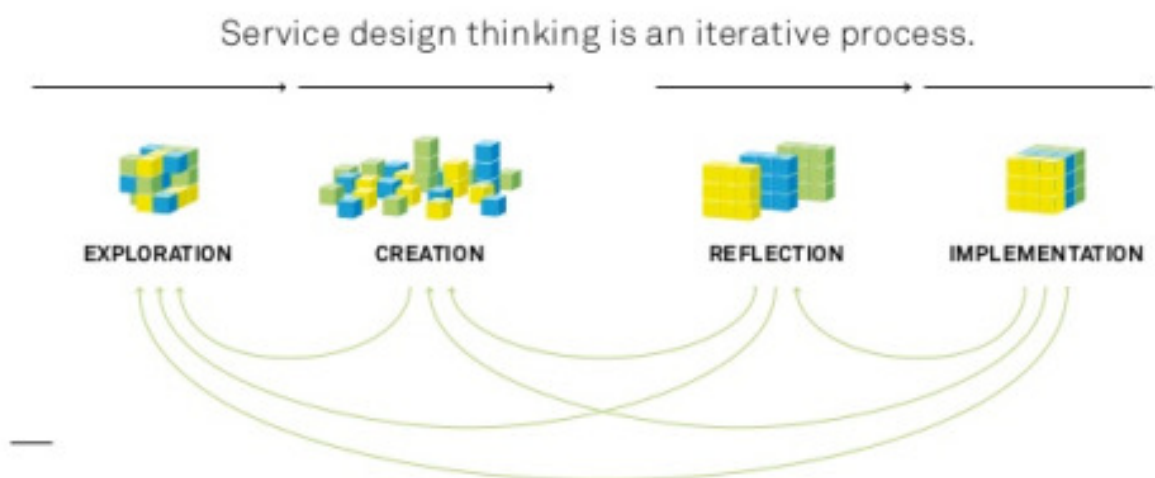 Service design thinking is an iterative process.
EXPLORATION
CREATION
REFLECTION
IMPLEMENTATION